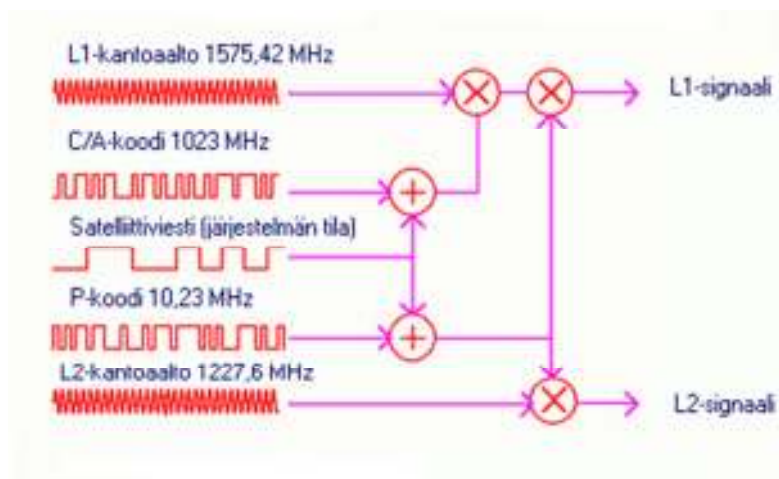 L1-kantoaalto 1575,42 MHz
L1-signaali
C/A-koodi 1023 MHz
Satelliittiviesti (järjestelmän tila)
P-koodi 10,23 MHz
L2-kantoaalto 1227,6 MHz
L2-signaali